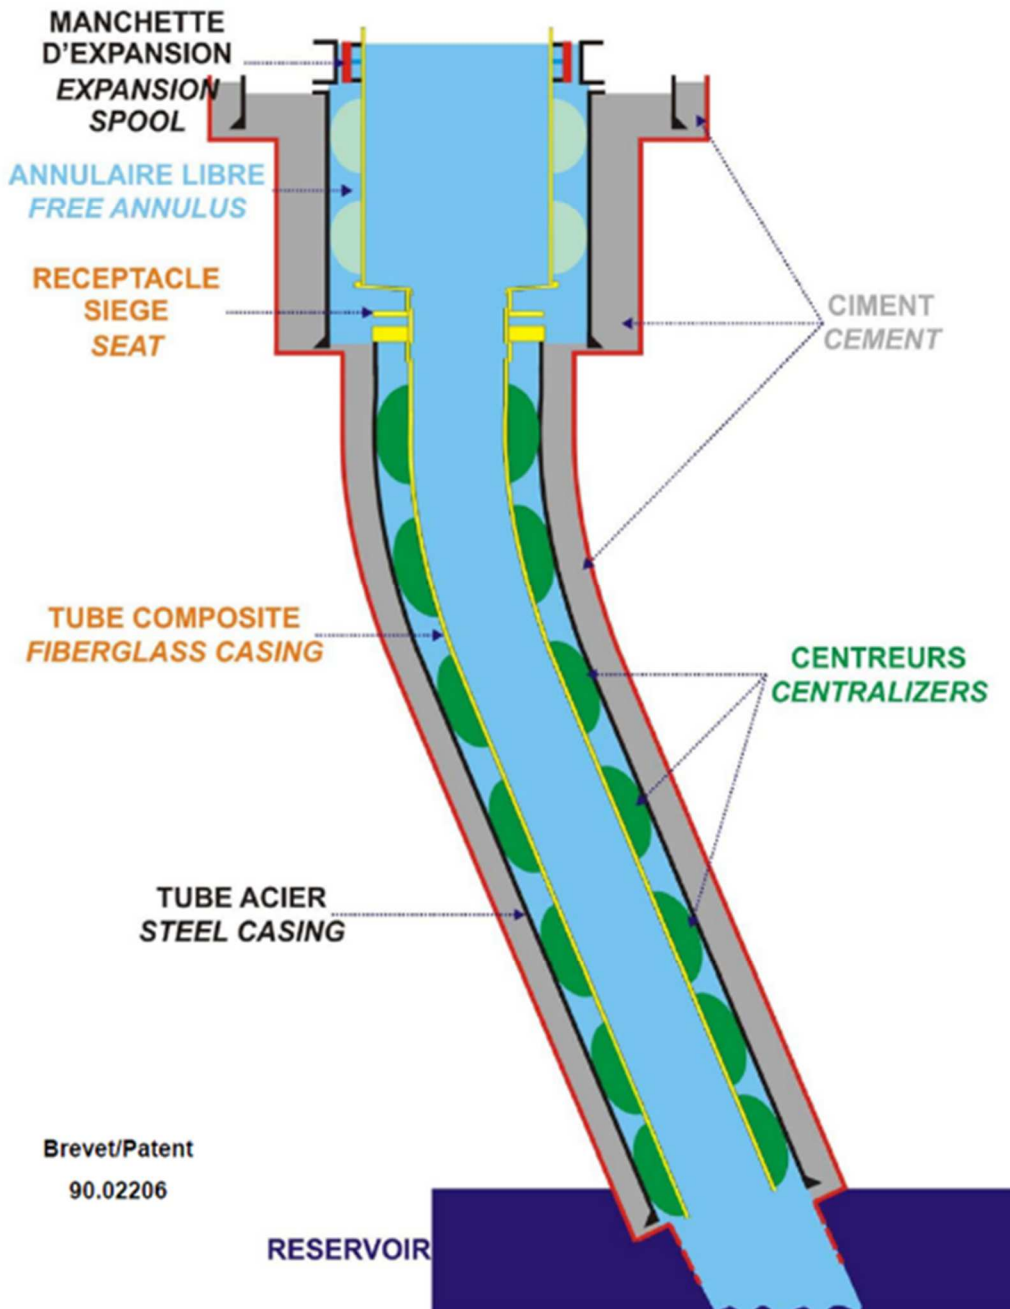 MANCHETTE
D'EXPANSION
EXPANSION
SPOOL
ANNULAIRE LIBRE
FREE ANNULUS
RECEPTACLE
SIEGE
SEAT
CIMENT
CEMENT
TUBE COMPOSITE
FIBERGLASS CASING
CENTREURS
CENTRALIZERS
TUBE ACIER
STEEL CASING
Brevet/Patent
90.02206
RESERVOIR